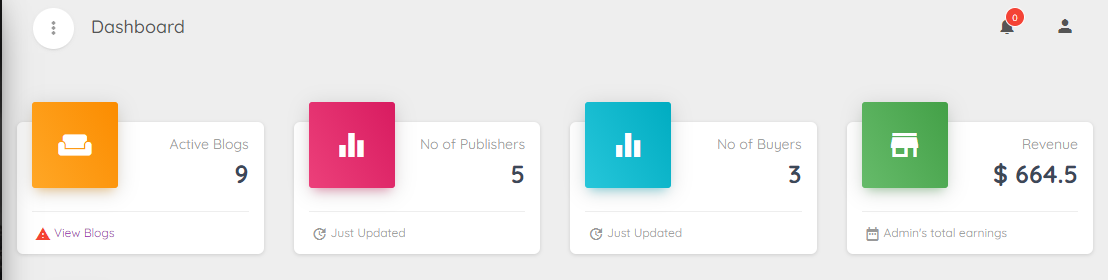 Dashboard
0
Active Blogs
9
View Blogs
No of Publishers
5
Just Updated
No of Buyers
3
Just Updated
Revenue
$ 664.5
Admin's total earnings